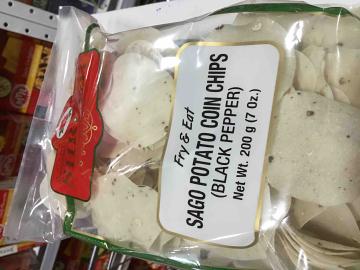 Fry & Eat
SAGO POTATO COIN CHIPS
(BLACK PEPPER)
Net Wt. 200 g (7 Oz.)